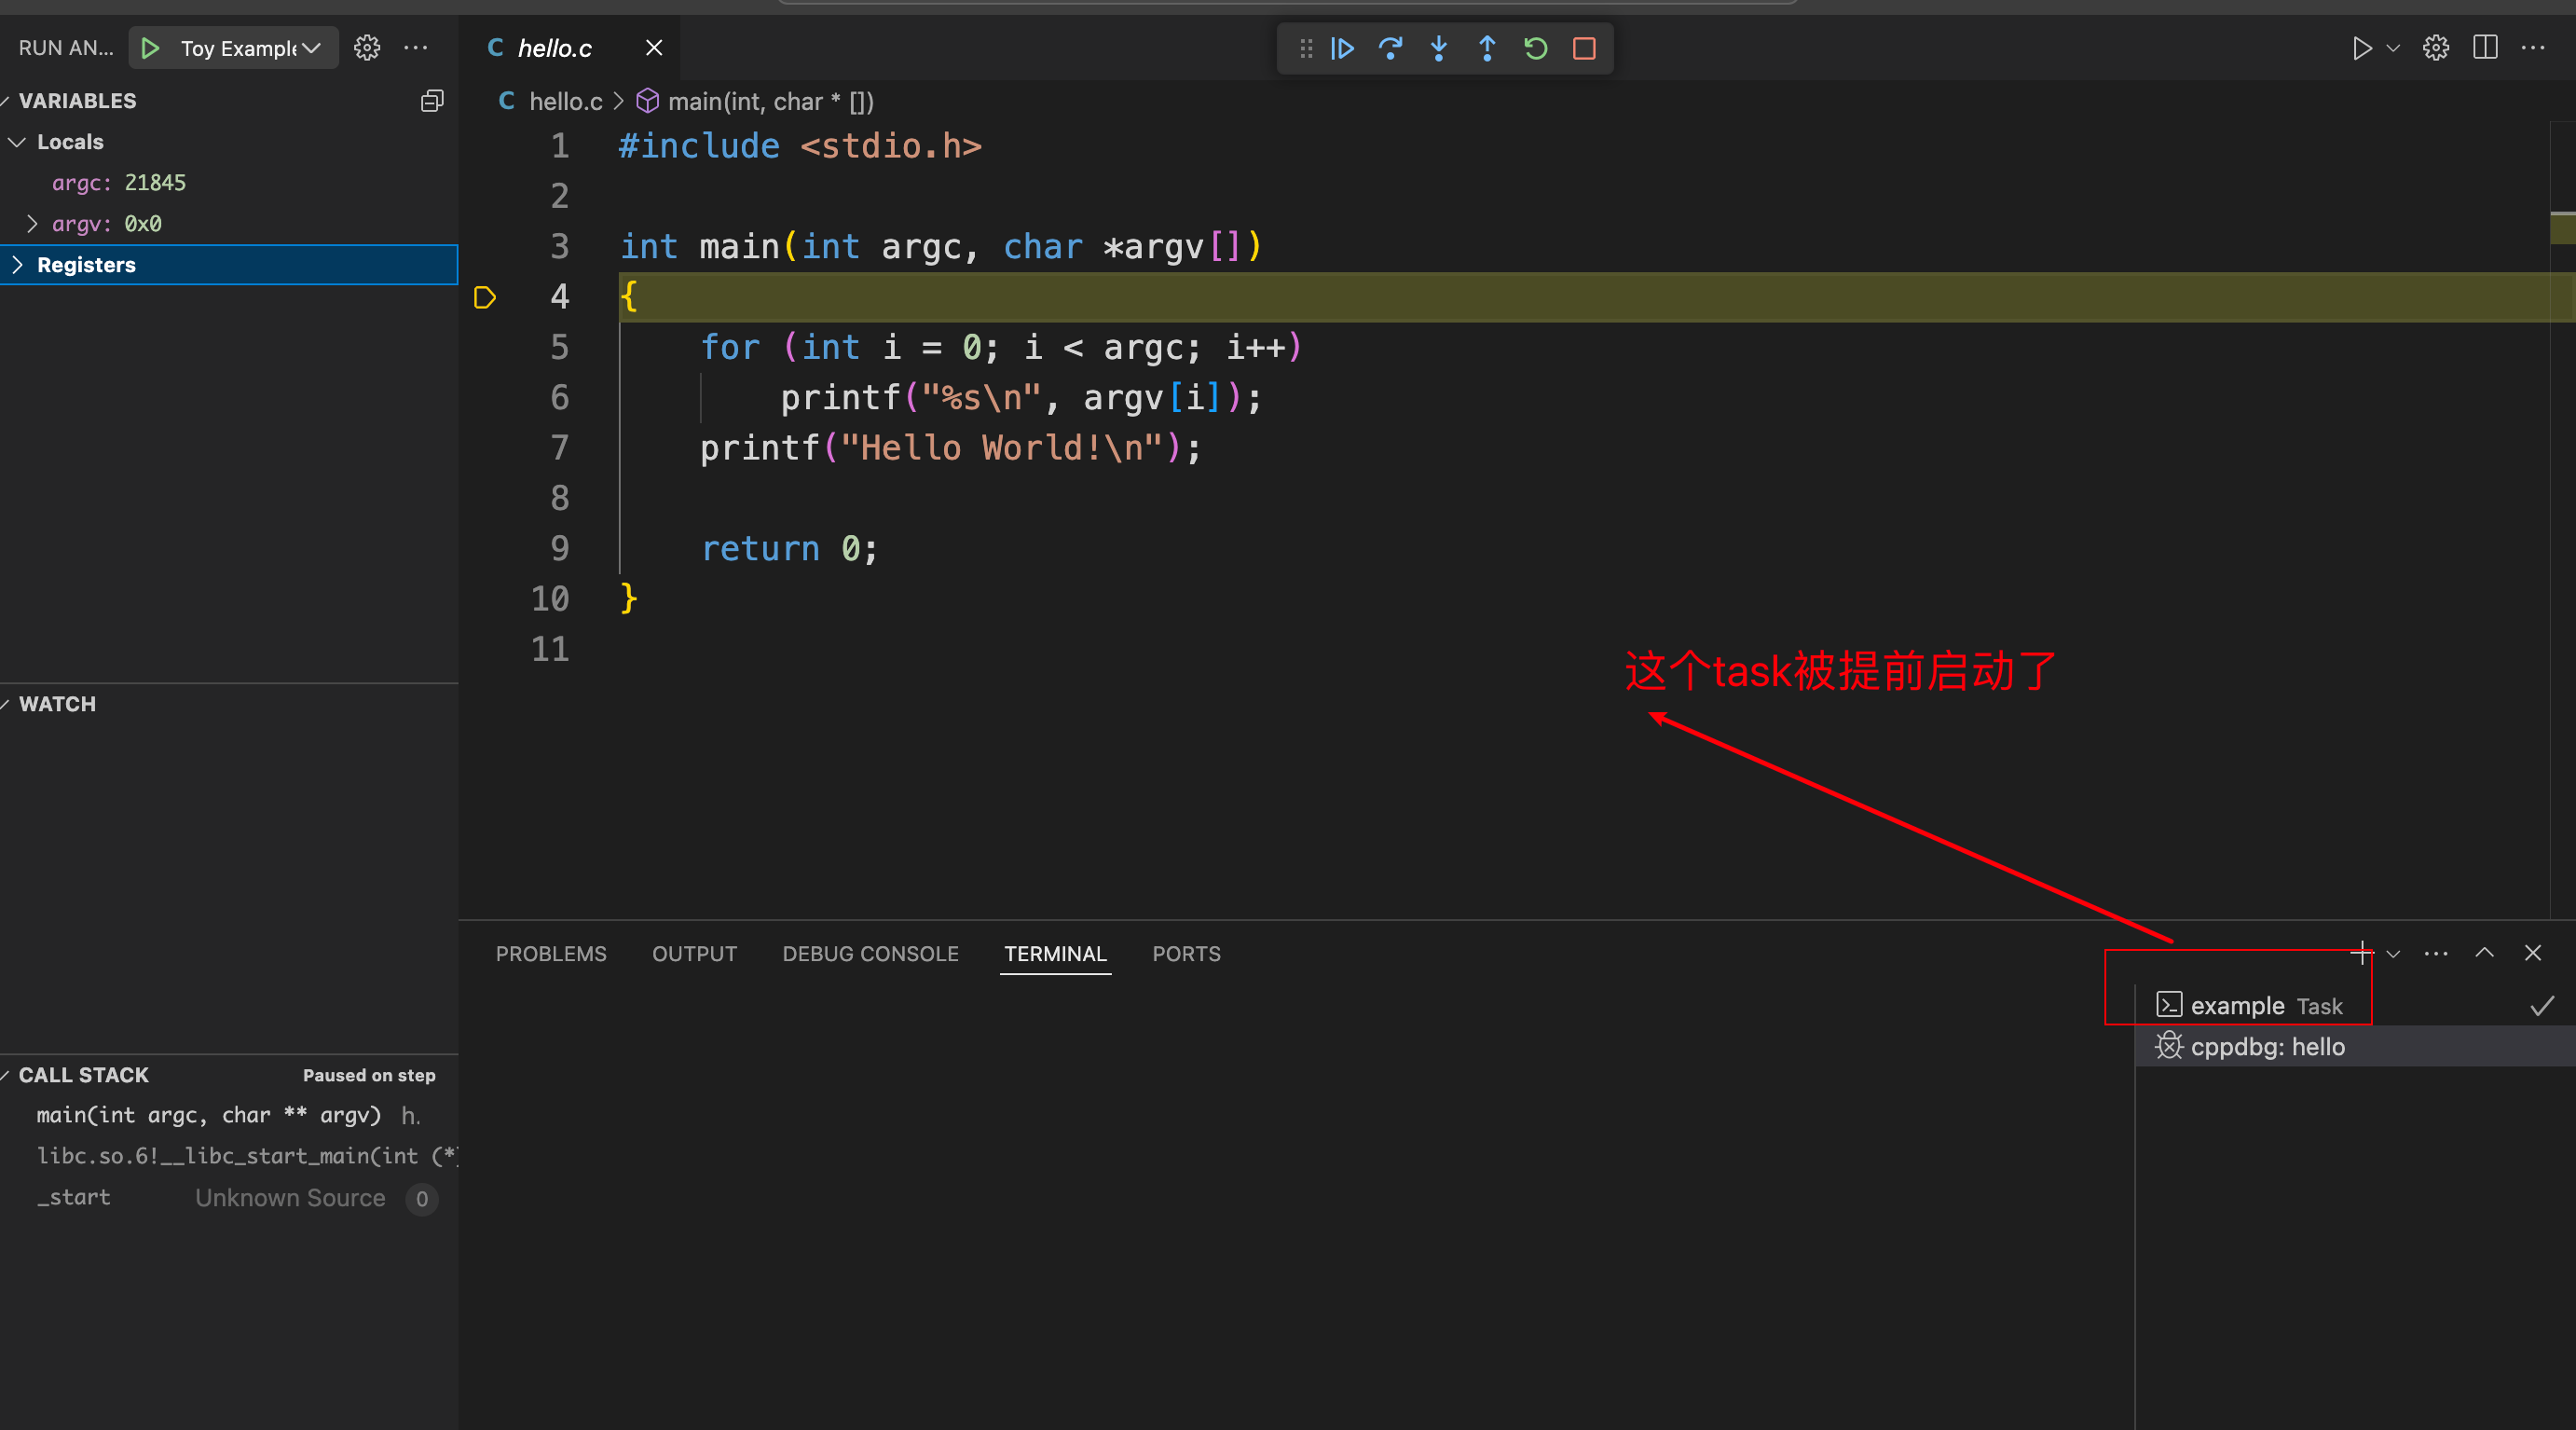 RUN AN...
Toy Example
VARIABLES
Locals
argc: 21845
argv: 0x0
Registers
WATCH
CALL STACK
Paused on step
main(int argc, char ** argv) h.
libc.so.6!__libc_start_main(int (*)
_start
Unknown Source
0
C hello.c
C hello.c > main(int, char * [])
1 #include <stdio.h>
2
3 int main(int argc, char *argv[])
4 {
5 for (int i = 0; i < argc; i++)
6 printf("%s\n", argv[i]);
7 printf("Hello World!\n");
8
9 return 0;
10 }
11
这个task被提前启动了
PROBLEMS
OUTPUT
DEBUG CONSOLE
TERMINAL
PORTS
example Task
cppdbg: hello